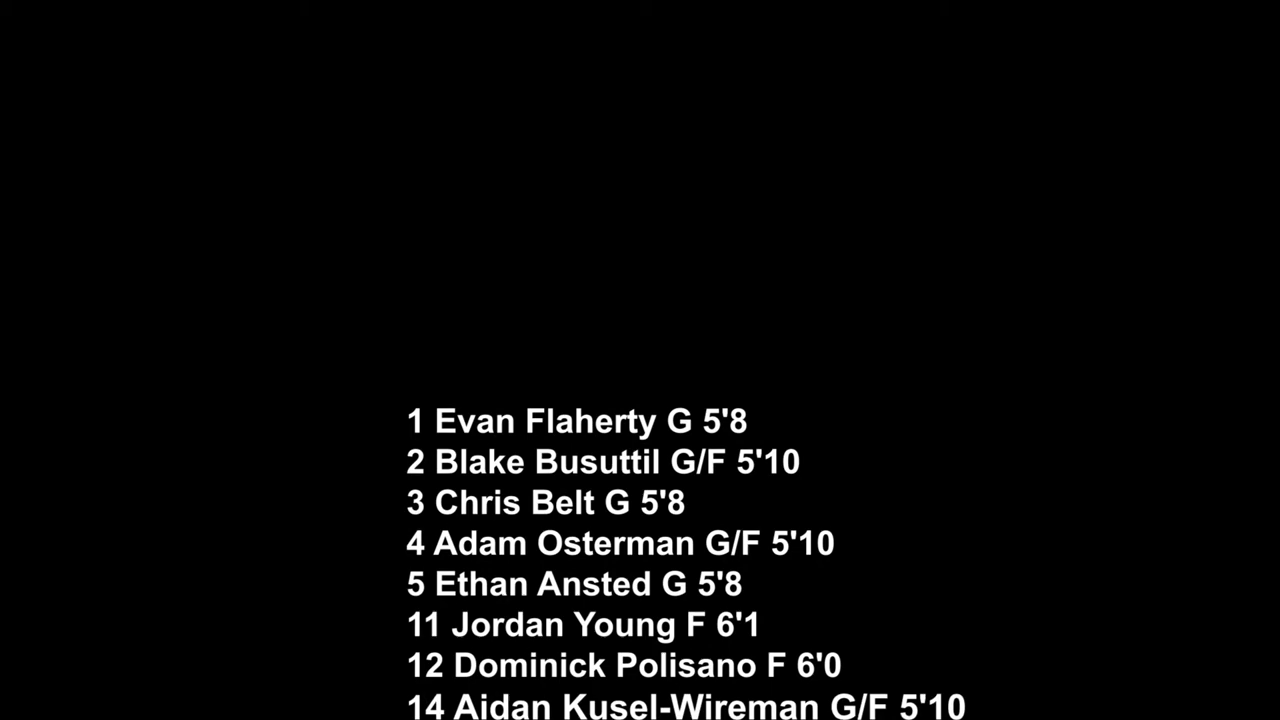 1 Evan Flaherty G 5'8
2 Blake Busuttil G/F 5'10
3 Chris Belt G 5'8
4 Adam Osterman G/F 5'10
5 Ethan Ansted G 5'8
11 Jordan Young F 6'1
12 Dominick Polisano F 6'0
14 Aidan Kusel-Wireman G/F 5'10